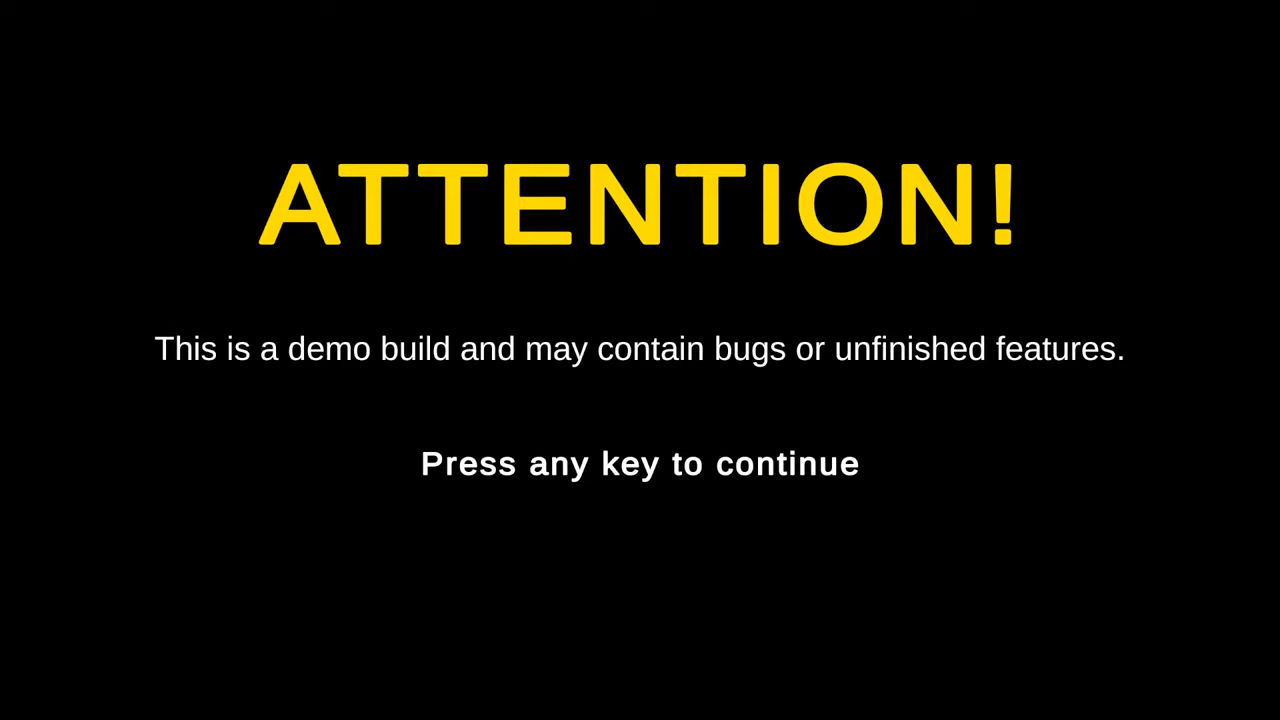 ATTENTION!
This is a demo build and may contain bugs or unfinished features.
Press any key to continue